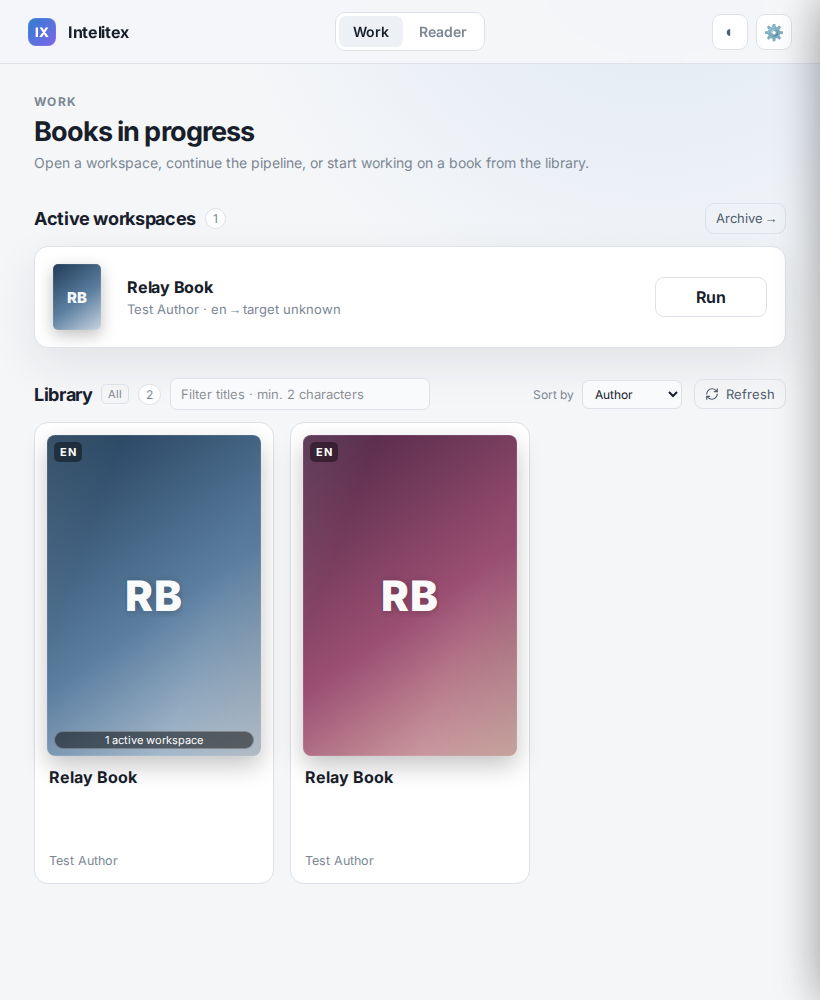 IX Intelitex Work Reader
WORK
Books in progress
Open a workspace, continue the pipeline, or start working on a book from the library.
Active workspaces 1 Archive →
RB
Relay Book
Test Author · en → target unknown
Run
Library All 2 Filter titles · min. 2 characters Sort by Author Refresh
EN
RB
1 active workspace
Relay Book
Test Author
EN
RB
Relay Book
Test Author